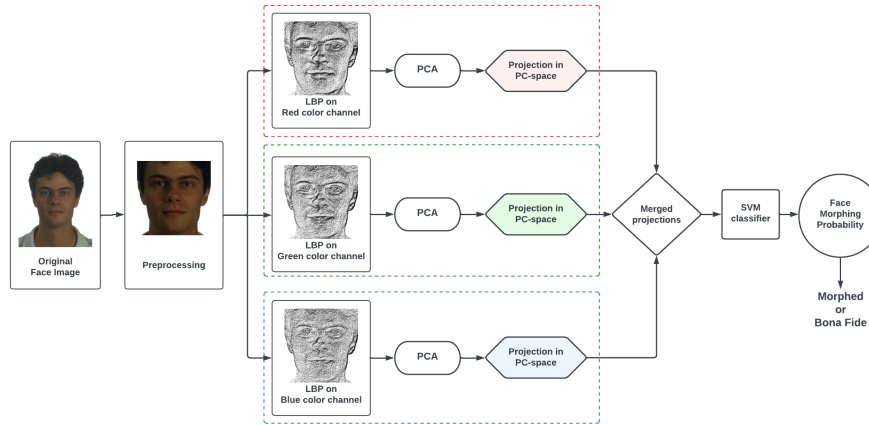 Original
Face Image
Preprocessing
LBP on
Red color channel
PCA
Projection in
PC-space
LBP on
Green color channel
PCA
Projection in
PC-space
LBP on
Blue color channel
PCA
Projection in
PC-space
Merged
projections
SVM
classifier
Face
Morphing
Probability
Morphed
or
Bona Fide